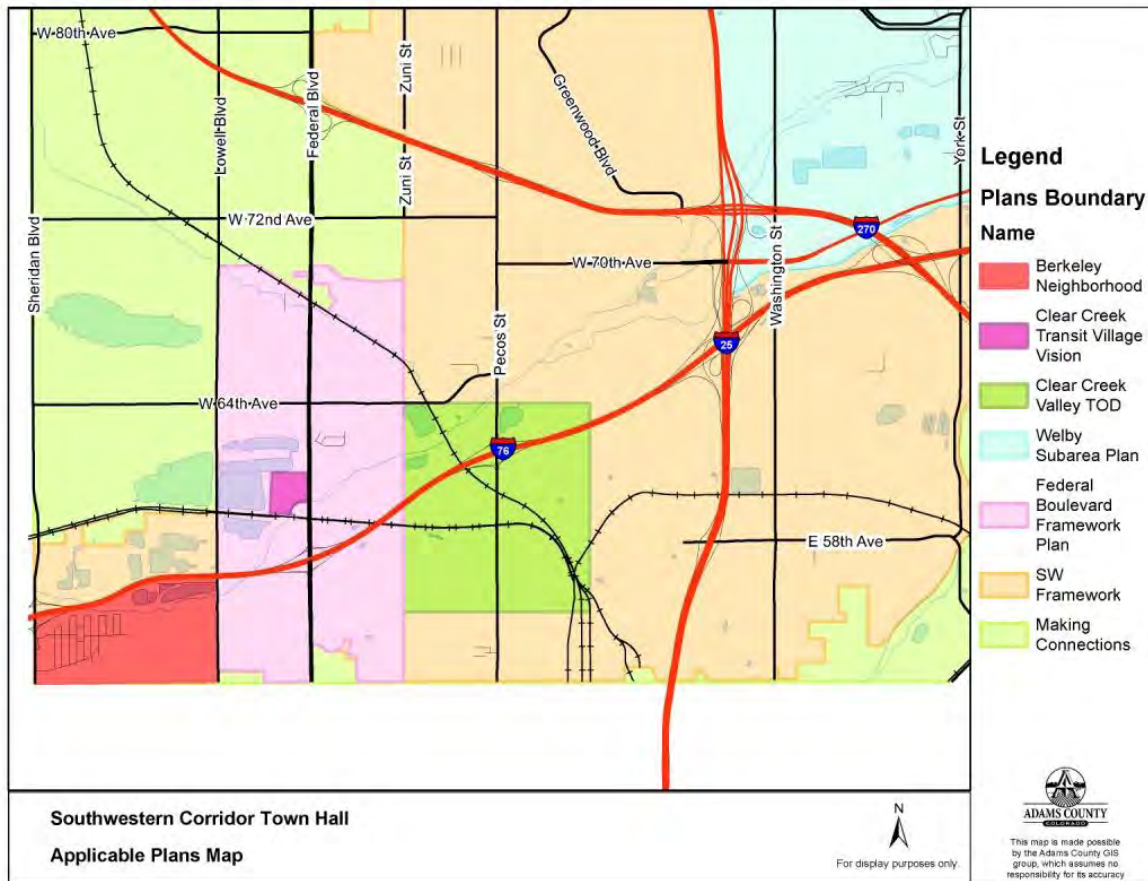 W 80th Ave
Lowell Blvd
Federal Blvd
Zuni St
Zuni St
Greenwood Blvd
York St
Sheridan Blvd
W 72nd Ave
270
W 70th Ave
Washington St
Pecos St
25
W 64th Ave
76
E 58th Ave
Legend
Plans Boundary
Name
Berkeley
Neighborhood
Clear Creek
Transit Village
Vision
Clear Creek
Valley TOD
Welby
Subarea Plan
Federal
Boulevard
Framework
Plan
SW
Framework
Making
Connections
Southwestern Corridor Town Hall
Applicable Plans Map
N
For display purposes only.
ADAMS COUNTY
COLORADO
This map is made possible
by the Adams County GIS
group, which assumes no
responsibility for its accuracy